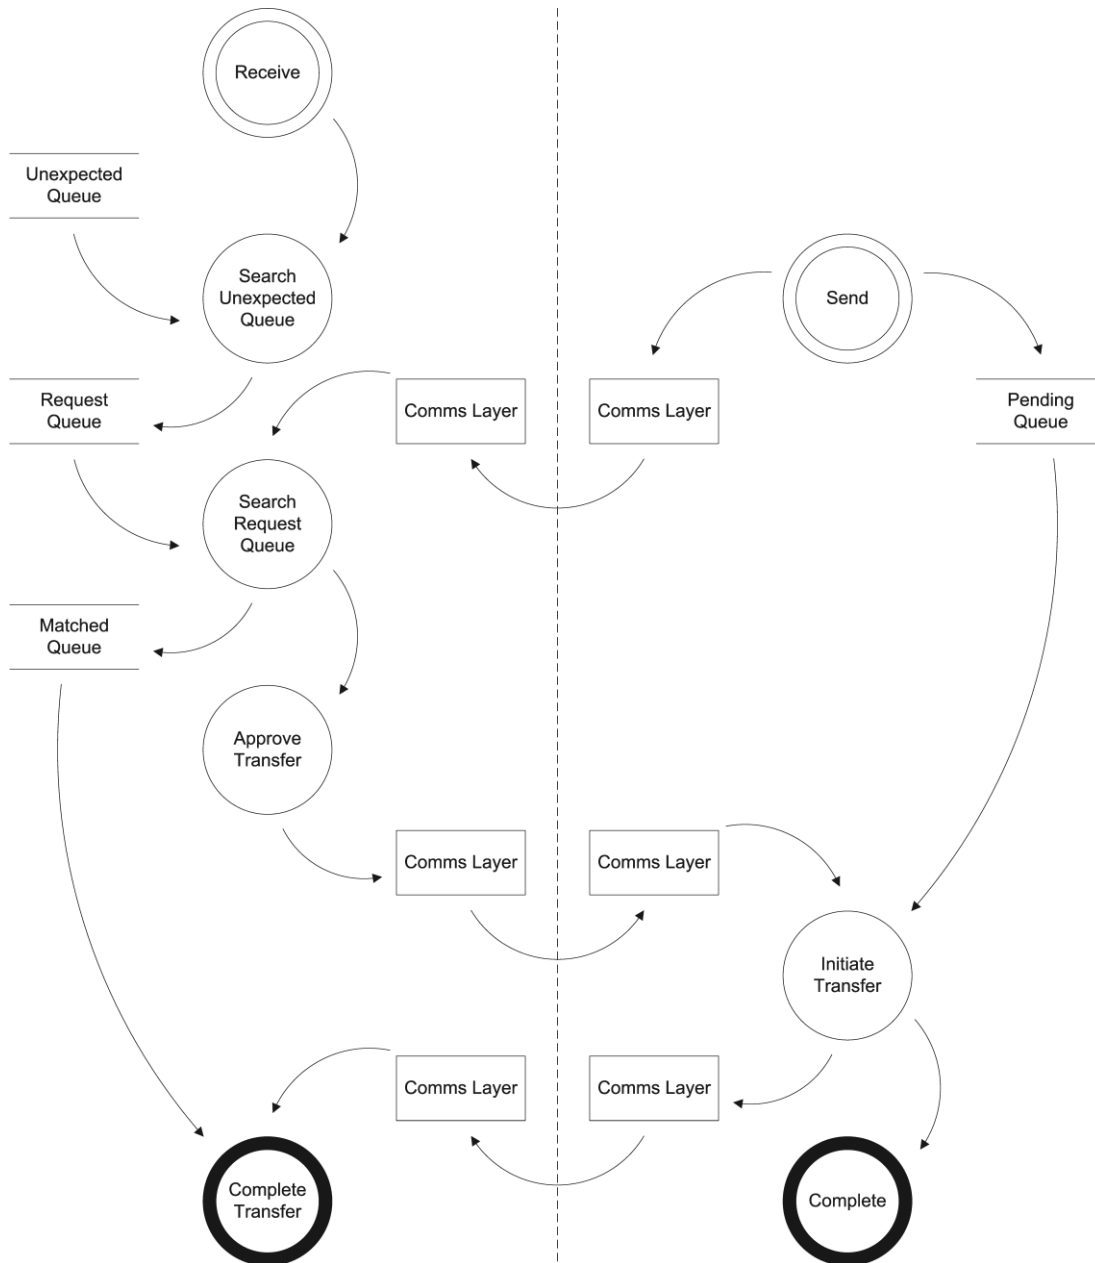 Receive
Unexpected
Queue
Search
Unexpected
Queue
Send
Request
Queue
Comms Layer
Comms Layer
Pending
Queue
Search
Request
Queue
Matched
Queue
Approve
Transfer
Comms Layer
Comms Layer
Initiate
Transfer
Comms Layer
Comms Layer
Complete
Transfer
Complete